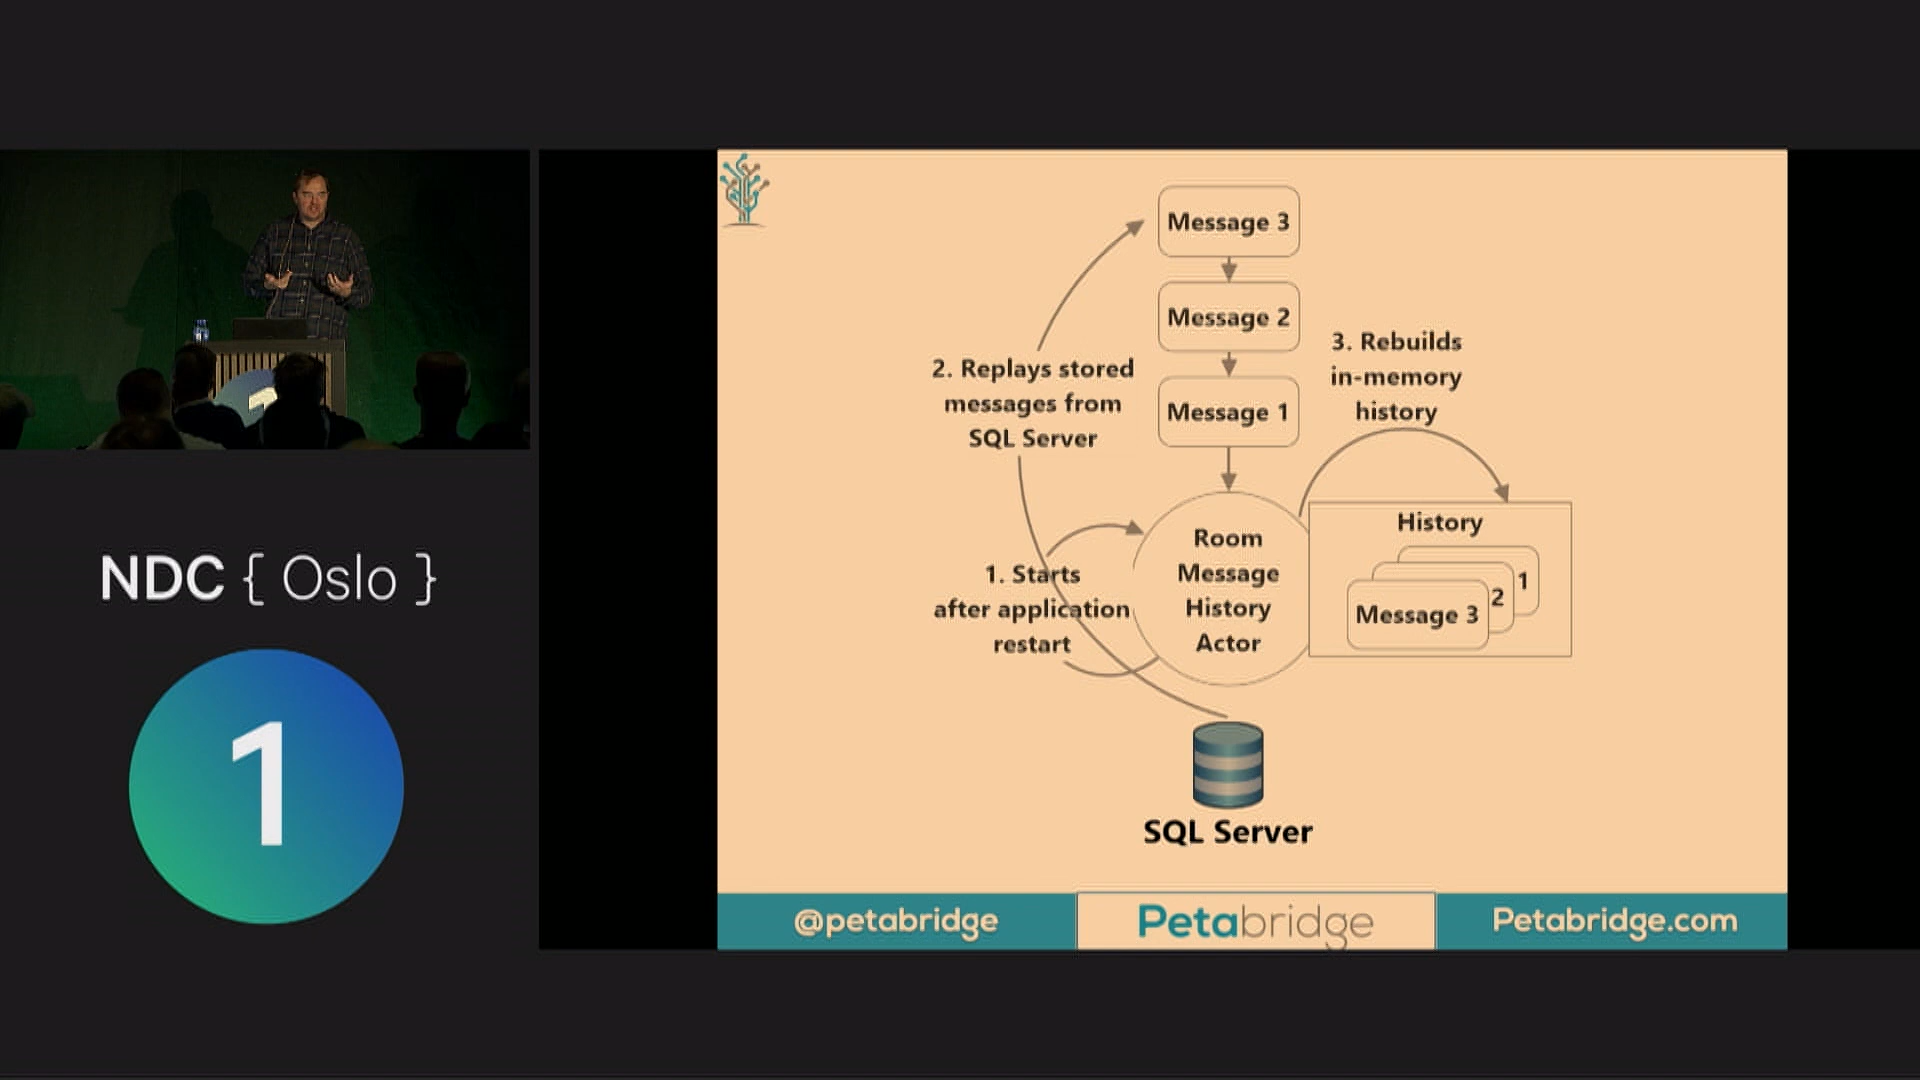 NDC { Oslo }
1
Message 3
Message 2
Message 1
2. Replays stored
messages from
SQL Server
3. Rebuilds
in-memory
history
1. Starts
after application
restart
Room
Message
History
Actor
History
1
2
Message 3
SQL Server
@petabridge
Petabridge
Petabridge.com